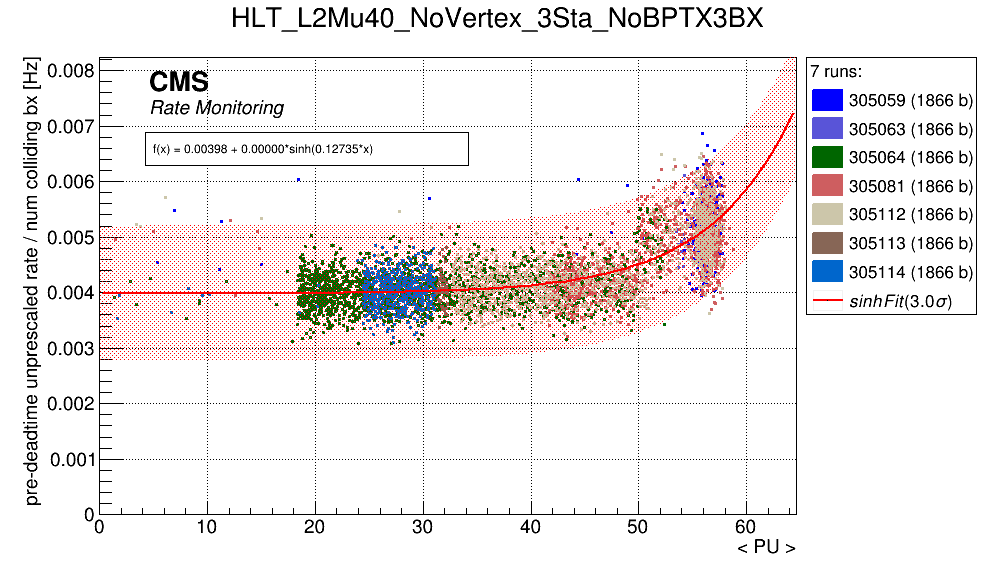 HLT_L2Mu40_NoVertex_3Sta_NoBPTX3BX
pre-deadtime unprescaled rate / num colliding bx [Hz]
0.008
0.007
0.006
0.005
0.004
0.003
0.002
0.001
0
CMS
Rate Monitoring
f(x) = 0.00398 + 0.00000*sinh(0.12735*x)
0 10 20 30 40 50 60
< PU >
7 runs:
305059 (1866 b)
305063 (1866 b)
305064 (1866 b)
305081 (1866 b)
305112 (1866 b)
305113 (1866 b)
305114 (1866 b)
sinhFit(3.0σ)